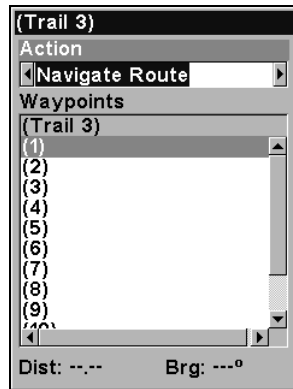 (Trail 3)
Action
Navigate Route
Waypoints
(Trail 3)
(1)
(2)
(3)
(4)
(5)
(6)
(7)
(8)
(9)
(10)
Dist: --.-- Brg: ---º